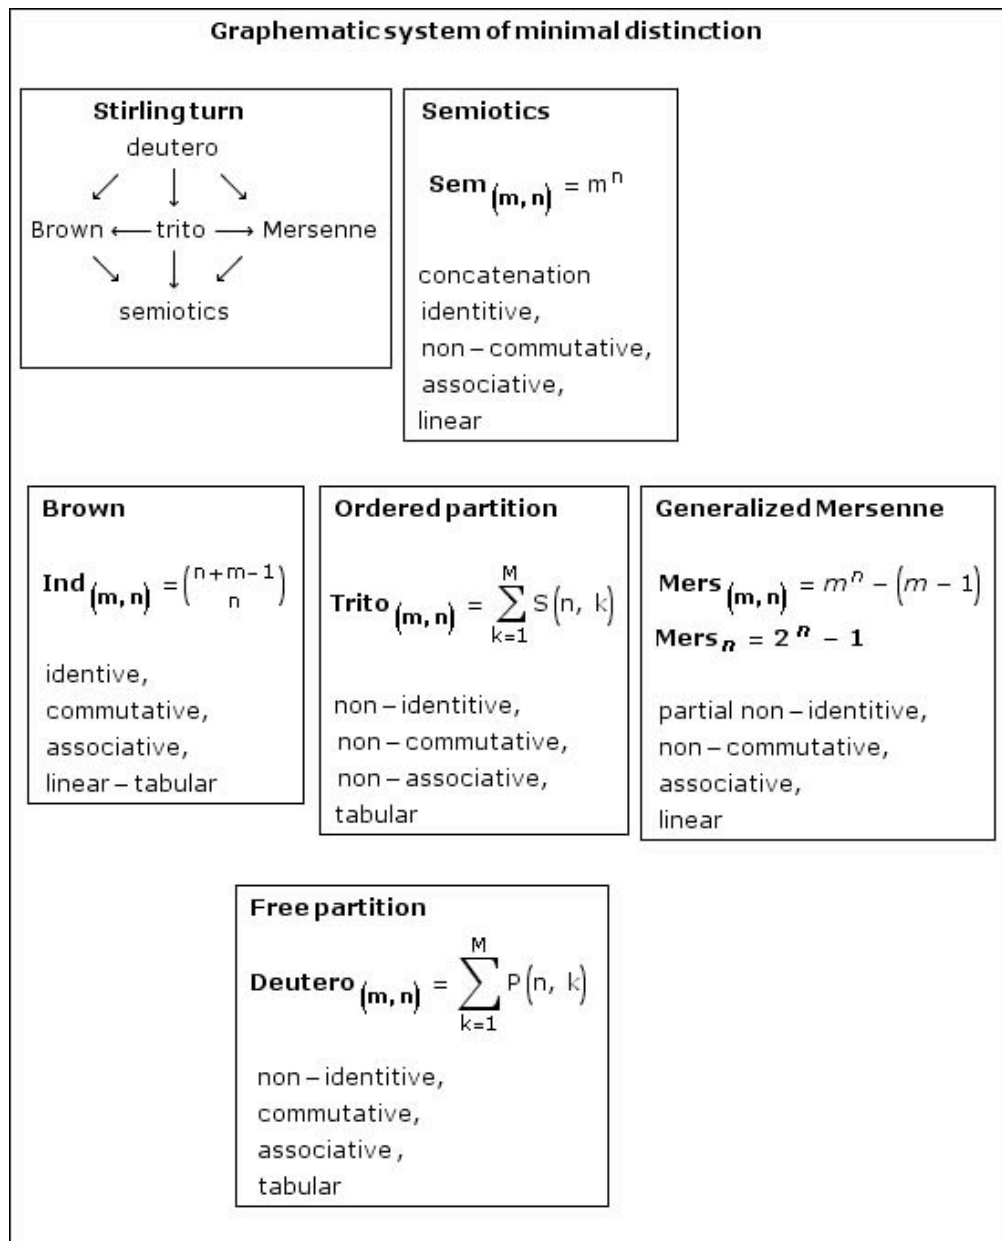 Graphematic system of minimal distinction
Stirling turn
deutero
↙ ↓ ↘
Brown ← trito → Mersenne
↘ ↓ ↙
semiotics
Semiotics
Sem(m, n) = m^n
concatenation
identitive,
non – commutative,
associative,
linear
Brown
Ind(m, n) = (n+m-1 n)
identive,
commutative,
associative,
linear – tabular
Ordered partition
Trito(m, n) = ∑_{k=1}^{M} S(n, k)
non – identitive,
non – commutative,
non – associative,
tabular
Generalized Mersenne
Mers(m, n) = m^n – (m – 1)
Mers_n = 2^n – 1
partial non – identitive,
non – commutative,
associative,
linear
Free partition
Deutero(m, n) = ∑_{k=1}^{M} P(n, k)
non – identitive,
commutative,
associative ,
tabular